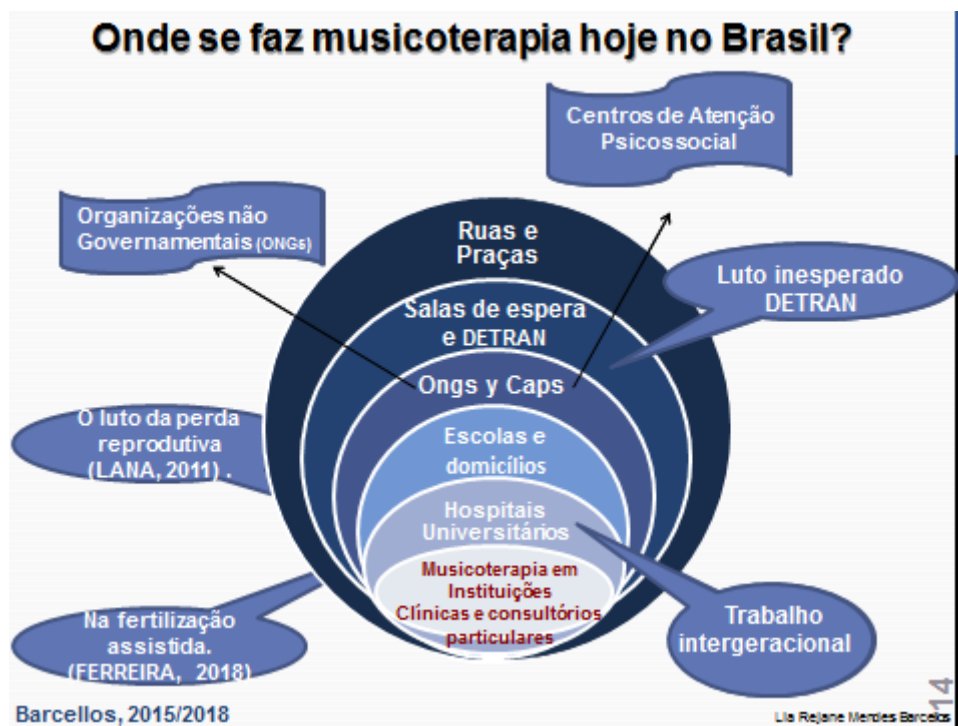 Onde se faz musicoterapia hoje no Brasil?
Centros de Atenção
Psicossocial
Organizações não
Governamentais (ONGs)
Ruas e
Praças
Luto inesperado
DETRAN
Salas de espera
e DETRAN
Ongs y Caps
O luto da perda
reprodutiva
(LANA, 2011) .
Escolas e
domicílios
Hospitais
Universitários
Musicoterapia em
Instituições
Clínicas e consultórios
particulares
Trabalho
intergeracional
Na fertilização
assistida.
(FERREIRA, 2018)
Barcellos, 2015/2018
Lia Rejane Mendes Barcellos
14